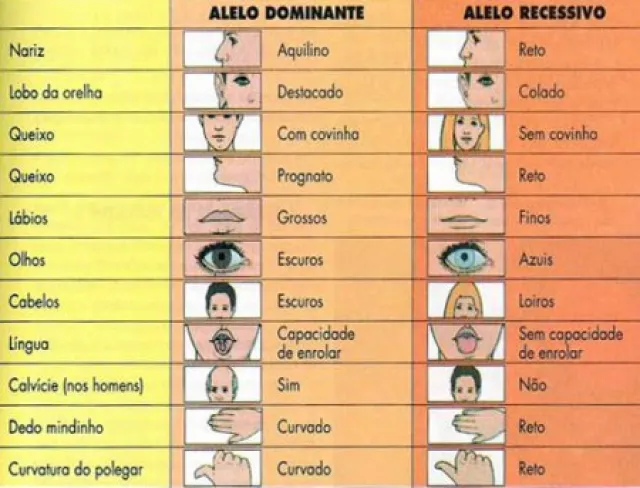 ALELO DOMINANTE ALELO RECESSIVO
Nariz Aquilino Reto
Lobo da orelha Destacado Colado
Queixo Com covinha Sem covinha
Queixo Prognato Reto
Lábios Grossos Finos
Olhos Escuros Azuis
Cabelos Escuros Loiros
Língua Capacidade de enrolar Sem capacidade de enrolar
Calvície (nos homens) Sim Não
Dedo mindinho Curvado Reto
Curvatura do polegar Curvado Reto